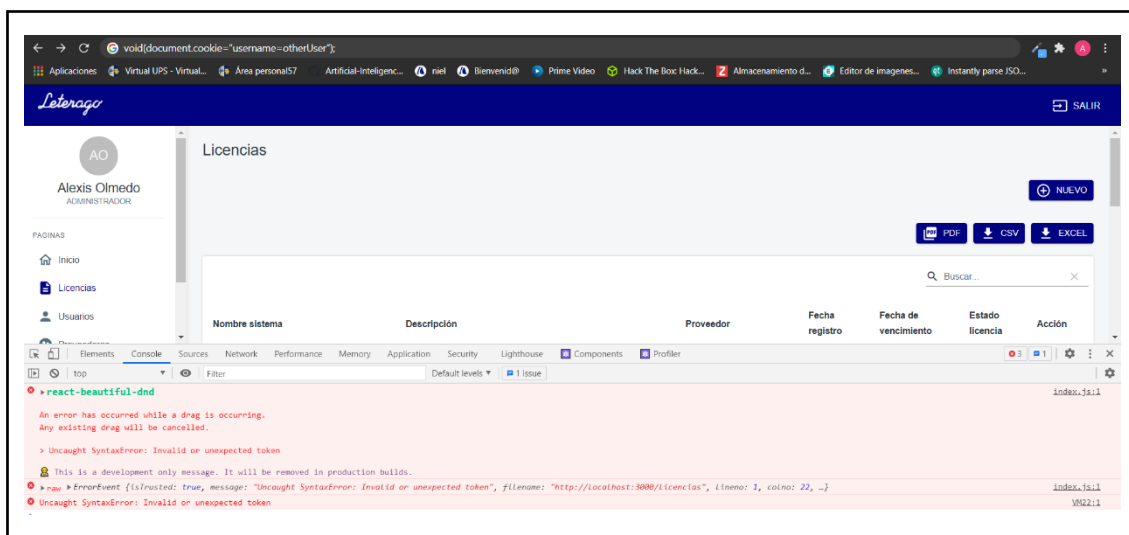 void(document.cookie="username=otherUser");
Aplicaciones Virtual UPS - Virtual... Área personal57 Artificial-Inteligenc... niel Bienvenid@ Prime Video Hack The Box: Hack... Almacenamiento d... Editor de imagenes... Instantly parse JSO... »
Leterago
SALIR
AO
Alexis Olmedo
ADMINISTRADOR
PAGINAS
Inicio
Licencias
Usuarios
Licencias
NUEVO
PDF CSV EXCEL
Buscar...
Nombre sistema Descripción Proveedor Fecha registro Fecha de vencimiento Estado licencia Acción
Elements Console Sources Network Performance Memory Application Security Lighthouse Components Profiler 3 1
top Filter Default levels 1 Issue
react-beautiful-dnd index.js:1
An error has occurred while a drag is occurring.
Any existing drag will be cancelled.
> Uncaught SyntaxError: Invalid or unexpected token
This is a development only message. It will be removed in production builds.
raw ErrorEvent {isTrusted: true, message: "Uncaught SyntaxError: Invalid or unexpected token", filename: "http://localhost:3000/licencias", lineno: 1, colno: 22, …} index.js:1
Uncaught SyntaxError: Invalid or unexpected token VM22:1